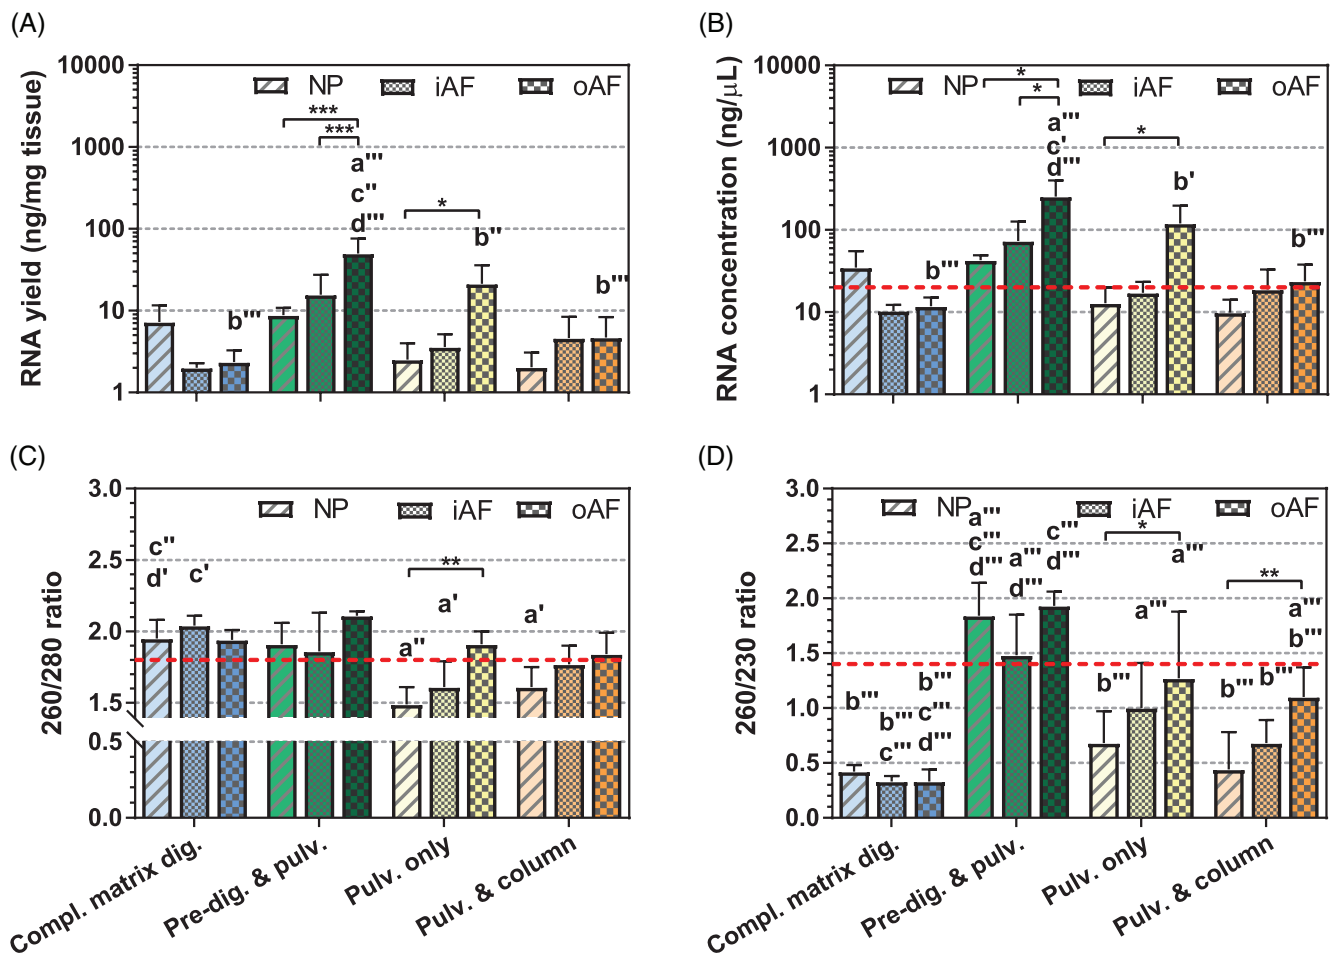 (A)
RNA yield (ng/mg tissue)
10000
1000
100
10
1
NP iAF oAF
***
***
a'''
c''
d'''
*
b''
b'''
b'''
(B)
RNA concentration (ng/μL)
10000
1000
100
10
1
NP iAF oAF
*
*
a'''
c'
d'''
*
b'
b'''
b'''
(C)
260/280 ratio
3.0
2.5
2.0
1.5
0.5
0.0
NP iAF oAF
c''
d'
c'
**
a''
a'
a'
Compl. matrix dig.
Pre-dig. & pulv.
Pulv. only
Pulv. & column
(D)
260/230 ratio
3.0
2.5
2.0
1.5
1.0
0.5
0.0
NP iAF oAF
b'''
b'''
c'''
b'''
c'''
d'''
a'''
c'''
d'''
a'''
d'''
c'''
d'''
*
b'''
a'''
a'''
**
b'''
b'''
a'''
b'''
Compl. matrix dig.
Pre-dig. & pulv.
Pulv. only
Pulv. & column